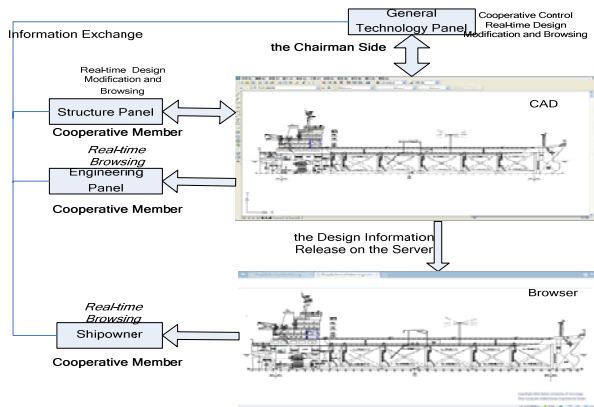 General
Technology Panel
Cooperative Control
Real-time Design
Modification and Browsing
Information Exchange
the Chairman Side
Real-time Design
Modification and
Browsing
Structure Panel
Cooperative Member
CAD
Real-time
Browsing
Engineering
Panel
Cooperative Member
the Design Information
Release on the Server
Browser
Real-time
Browsing
Shipowner
Cooperative Member